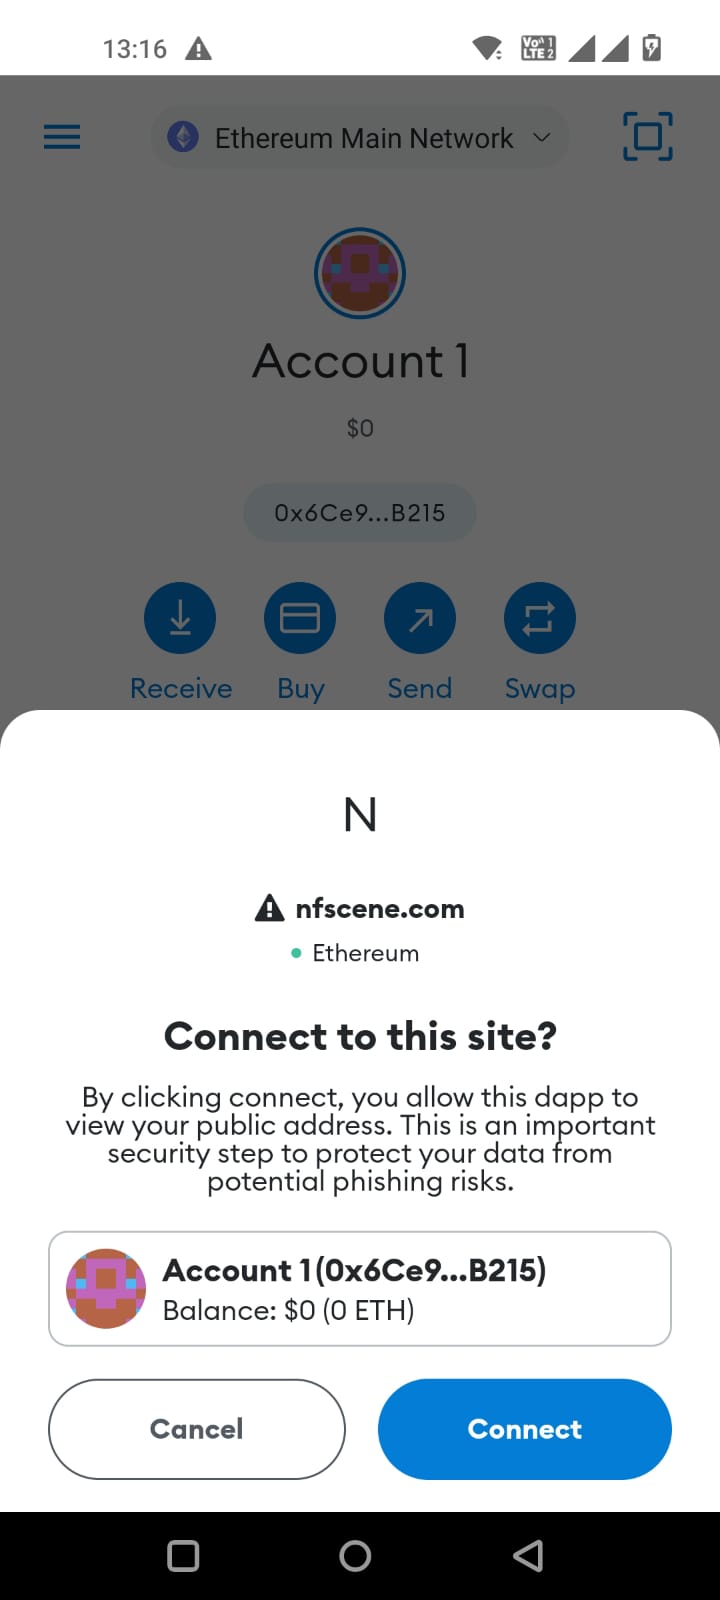 13:16
Vo 1
LTE 2
Ethereum Main Network
Account 1
$0
0x6Ce9...B215
Receive Buy Send Swap
N
nfscene.com
Ethereum
Connect to this site?
By clicking connect, you allow this dapp to
view your public address. This is an important
security step to protect your data from
potential phishing risks.
Account 1 (0x6Ce9...B215)
Balance: $0 (0 ETH)
Cancel Connect